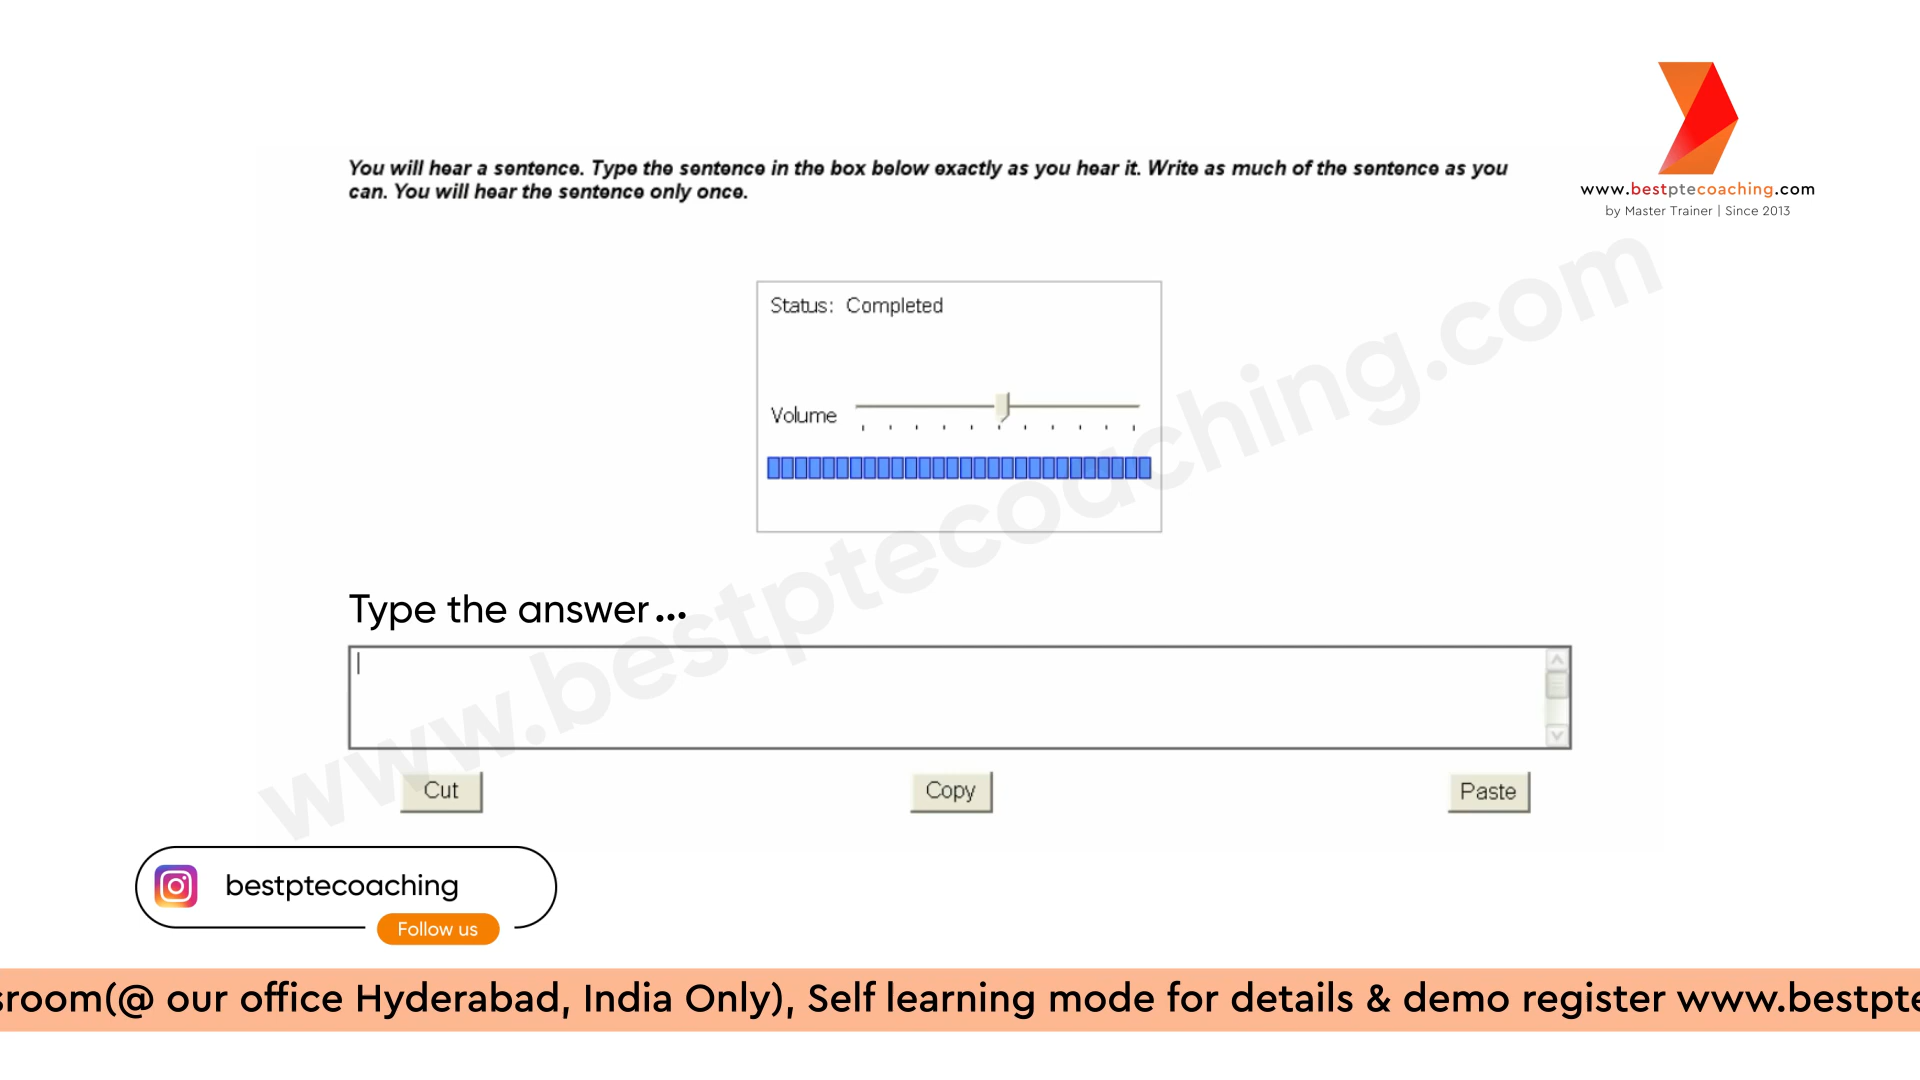 You will hear a sentence. Type the sentence in the box below exactly as you hear it. Write as much of the sentence as you
can. You will hear the sentence only once.
www.bestptecoaching.com
by Master Trainer | Since 2013
Status: Completed
Volume
www.bestptecoaching.com
Type the answer...
Cut
Copy
Paste
bestptecoaching
Follow us
sroom(@ our office Hyderabad, India Only), Self learning mode for details & demo register www.bestpte